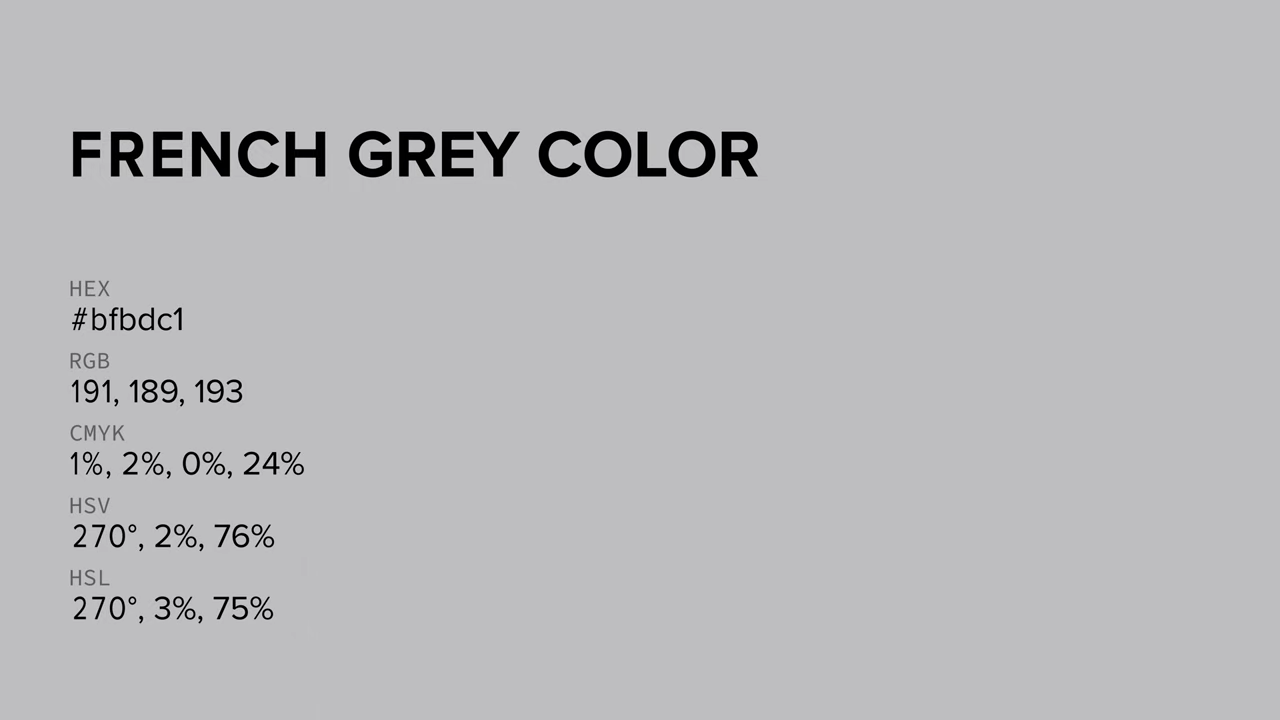 FRENCH GREY COLOR
HEX
#bfbdc1
RGB
191, 189, 193
CMYK
1%, 2%, 0%, 24%
HSV
270°, 2%, 76%
HSL
270°, 3%, 75%